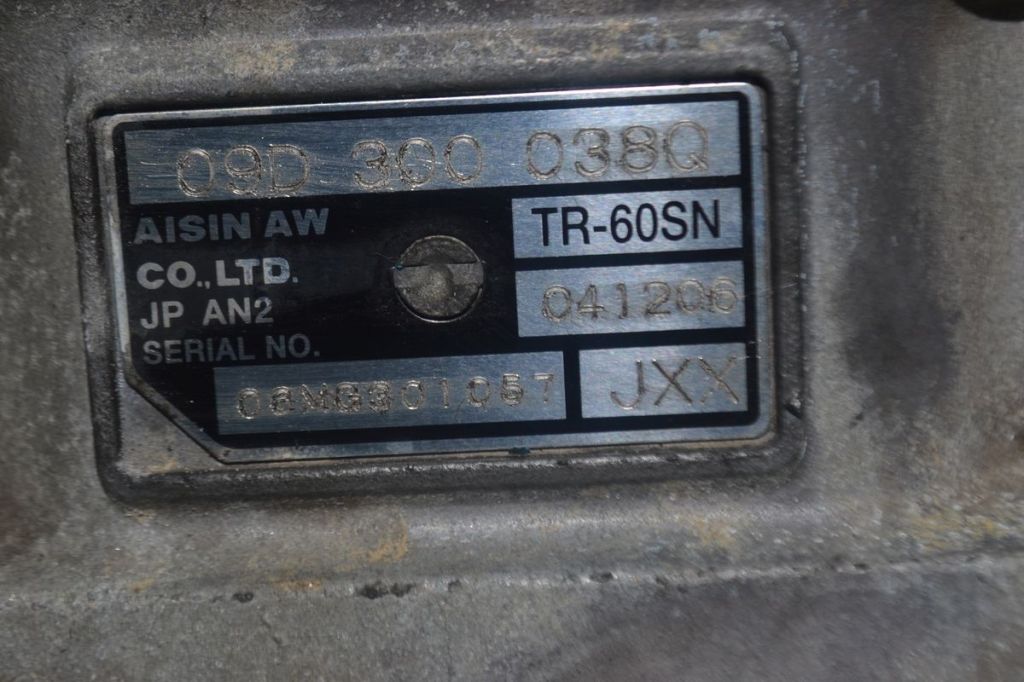 09D 300 038Q
AISIN AW
CO., LTD.
JP AN2
SERIAL NO.
TR-60SN
041206
08MG301057
JXX